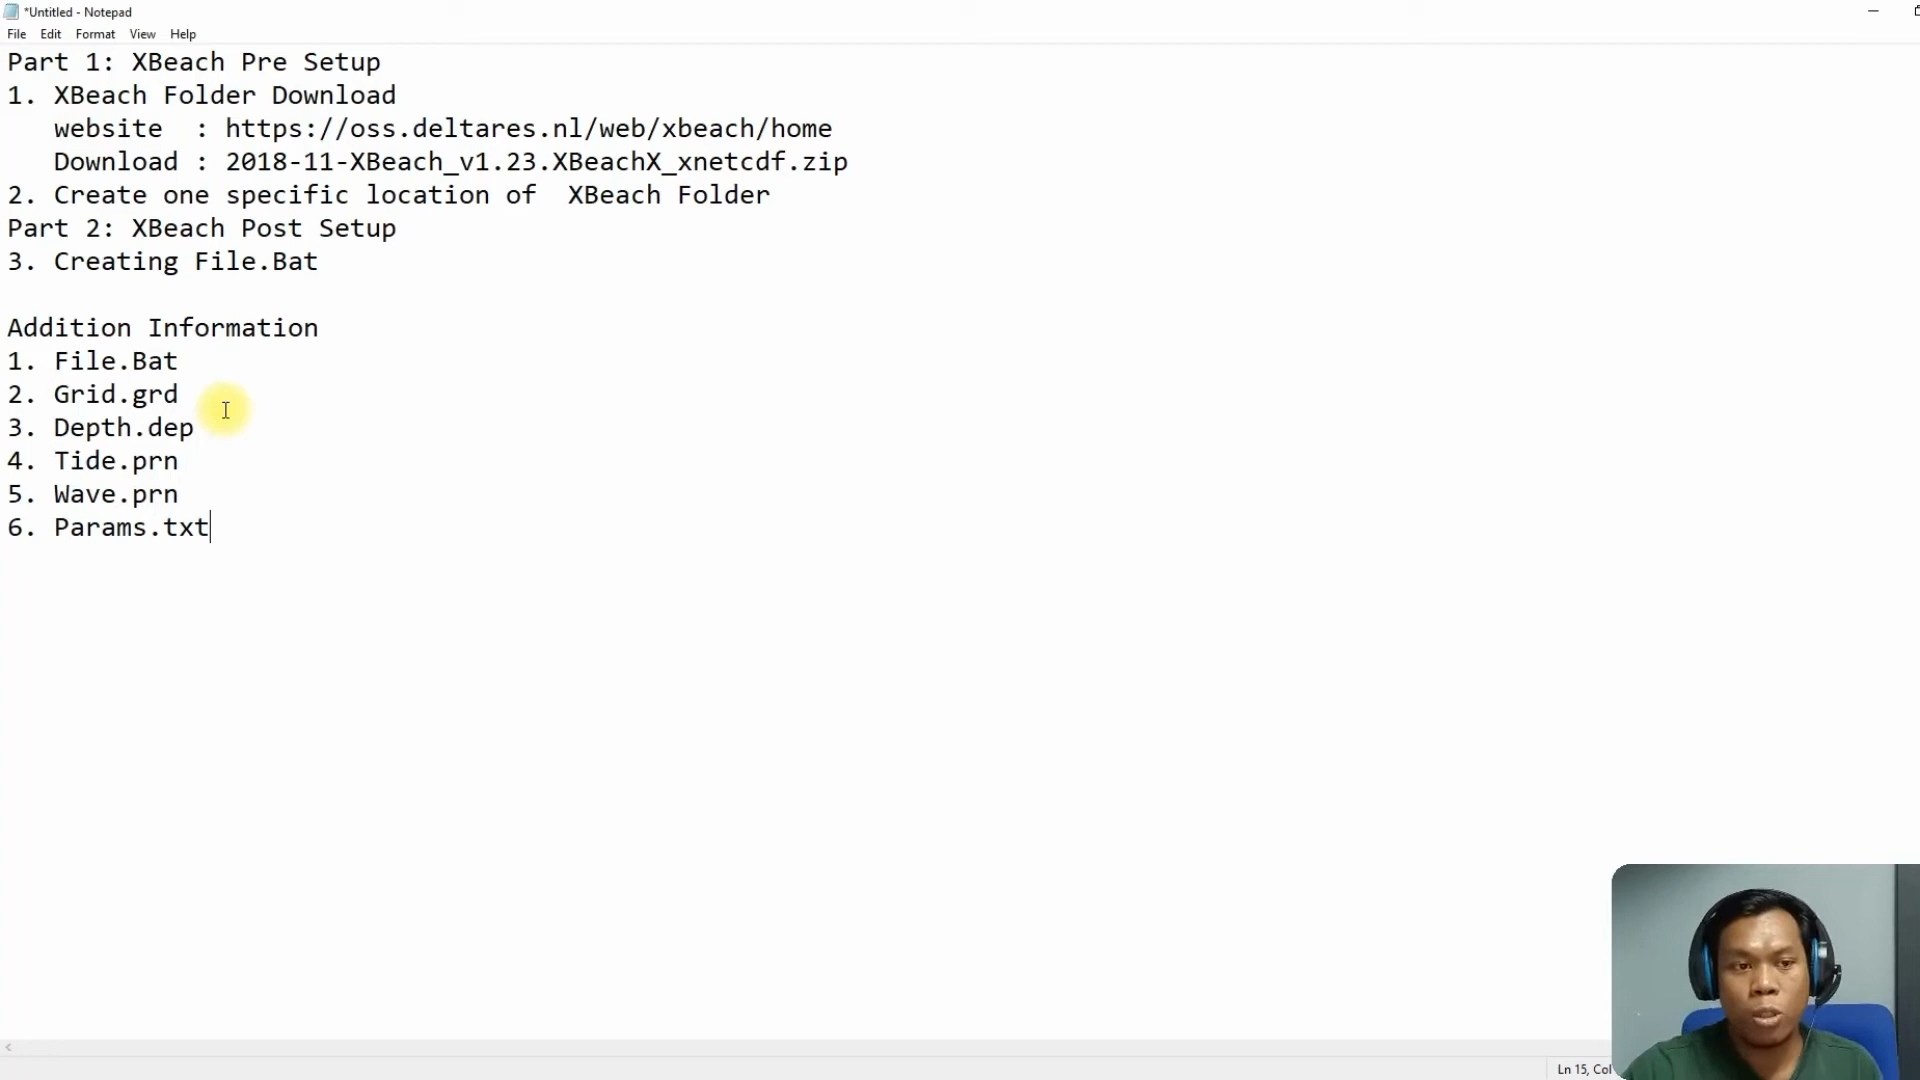 *Untitled - Notepad
File Edit Format View Help
Part 1: XBeach Pre Setup
1. XBeach Folder Download
website : https://oss.deltares.nl/web/xbeach/home
Download : 2018-11-XBeach_v1.23.XBeachX_xnetcdf.zip
2. Create one specific location of XBeach Folder
Part 2: XBeach Post Setup
3. Creating File.Bat
Addition Information
1. File.Bat
2. Grid.grd
3. Depth.dep
4. Tide.prn
5. Wave.prn
6. Params.txt
Ln 15, Col